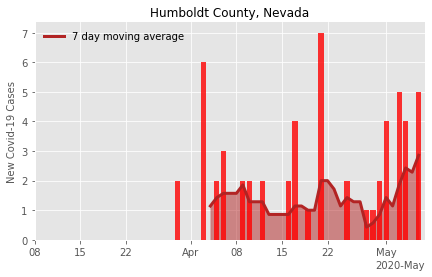 Humboldt County, Nevada
7 day moving average
New Covid-19 Cases
7
6
5
4
3
2
1
0
08 15 22 Apr 08 15 22 May
2020-May